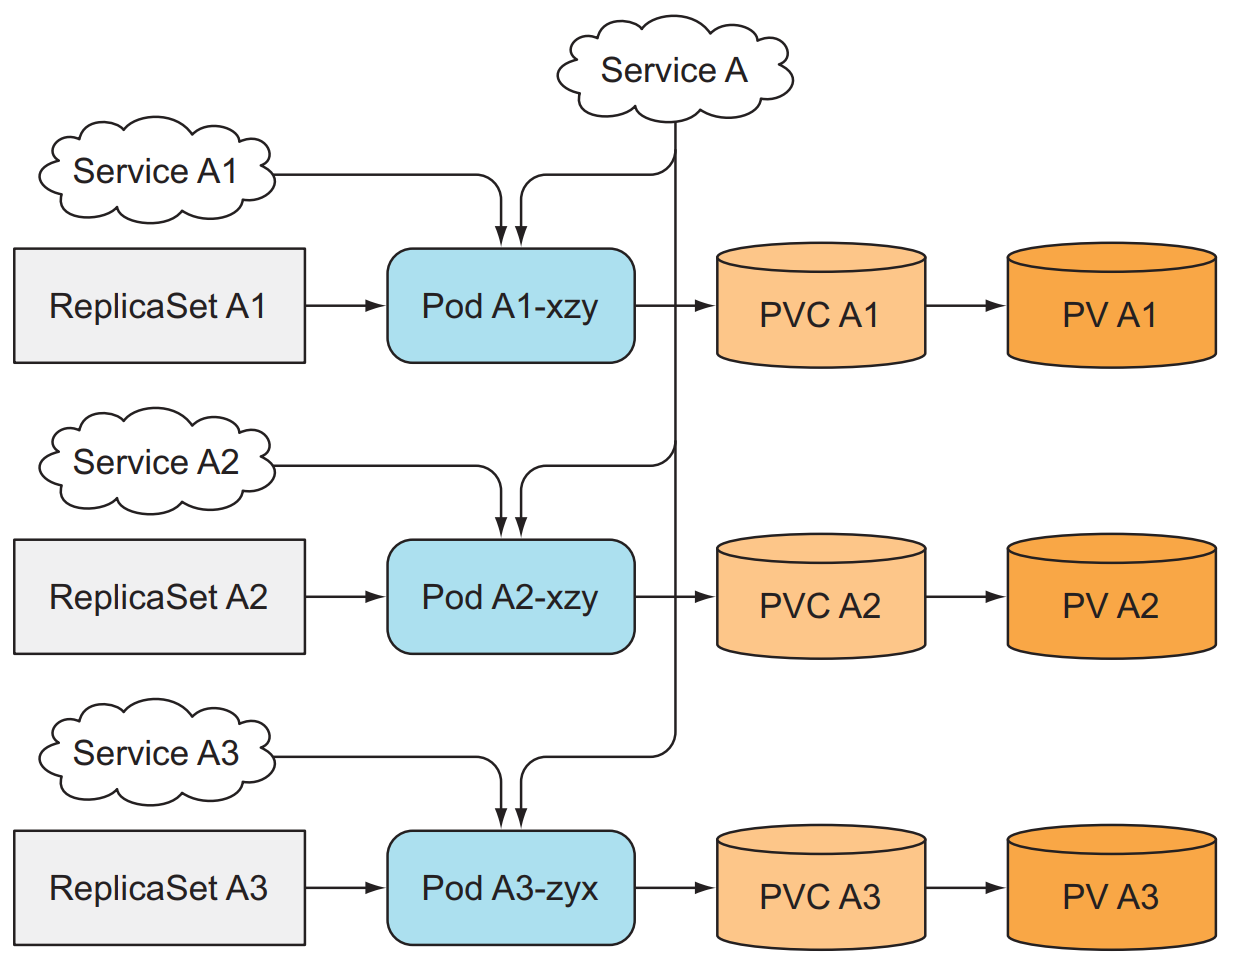 Service A
Service A1
ReplicaSet A1
Pod A1-xzy
PVC A1
PV A1
Service A2
ReplicaSet A2
Pod A2-xzy
PVC A2
PV A2
Service A3
ReplicaSet A3
Pod A3-zyx
PVC A3
PV A3